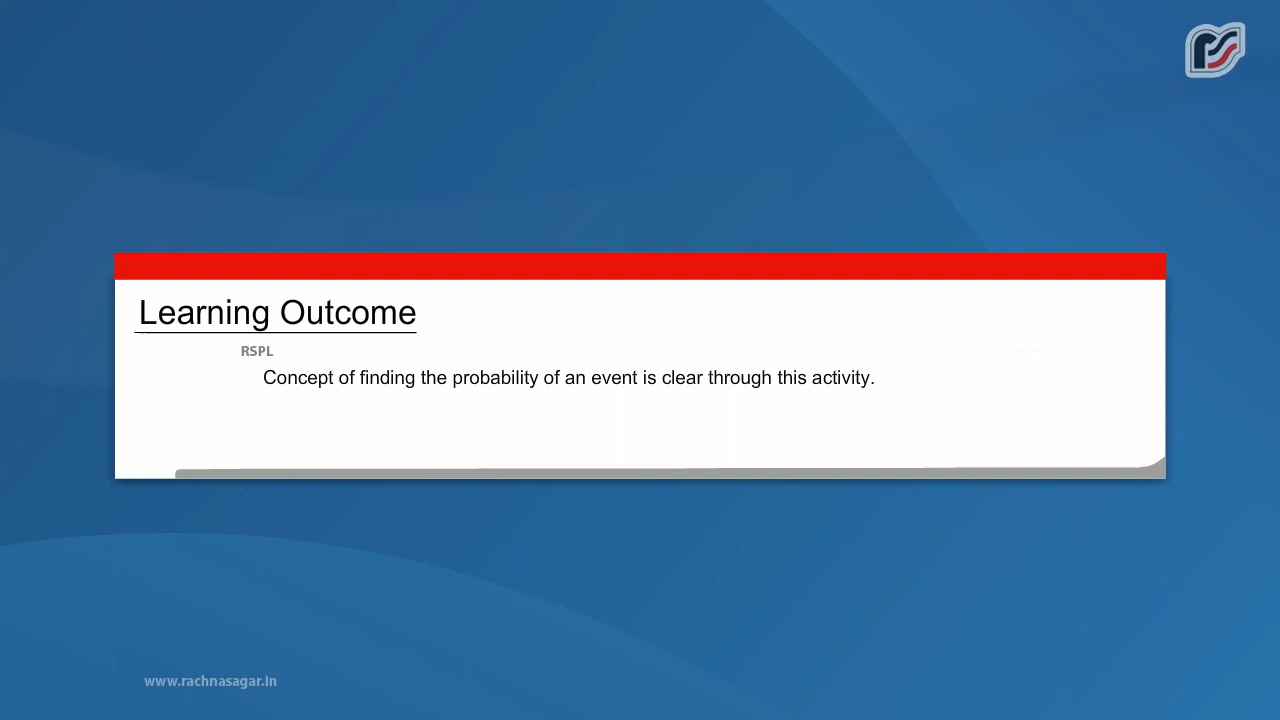 Learning Outcome
RSPL
Concept of finding the probability of an event is clear through this activity.
www.rachnasagar.in